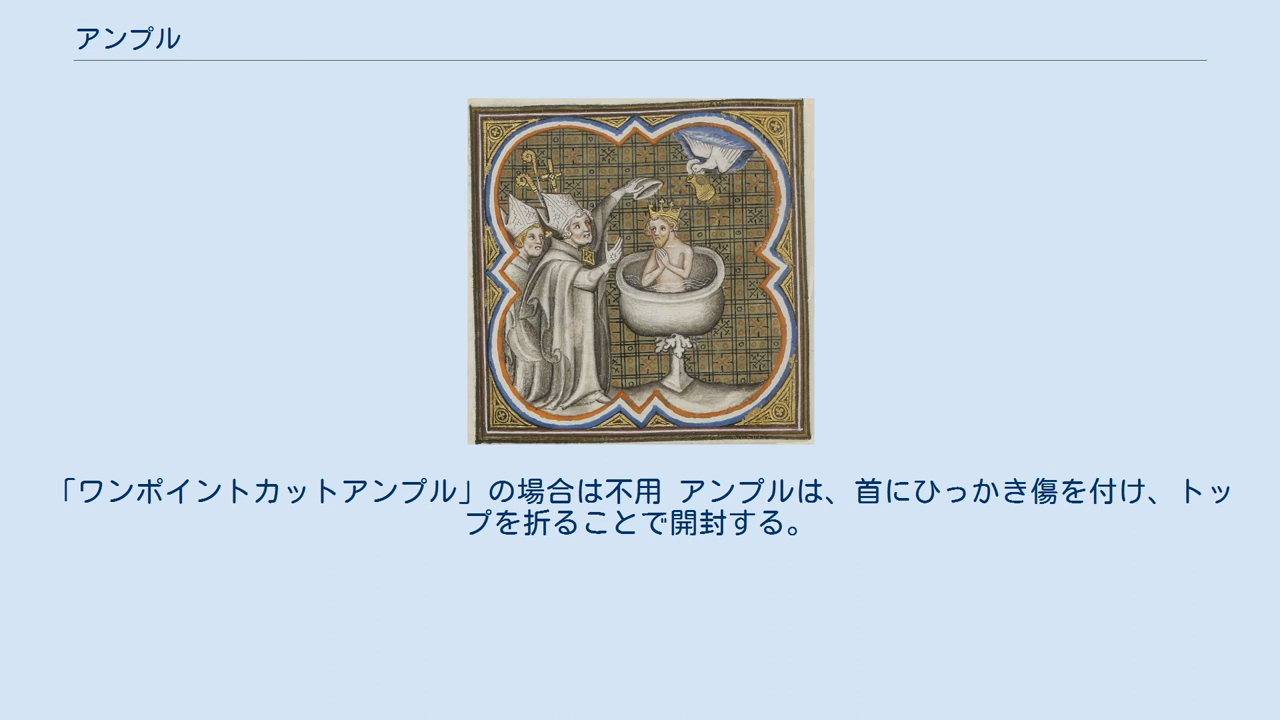 アンプル
「ワンポイントカットアンプル」の場合は不用 アンプルは、首にひっかき傷を付け、トッ
プを折ることで開封する。